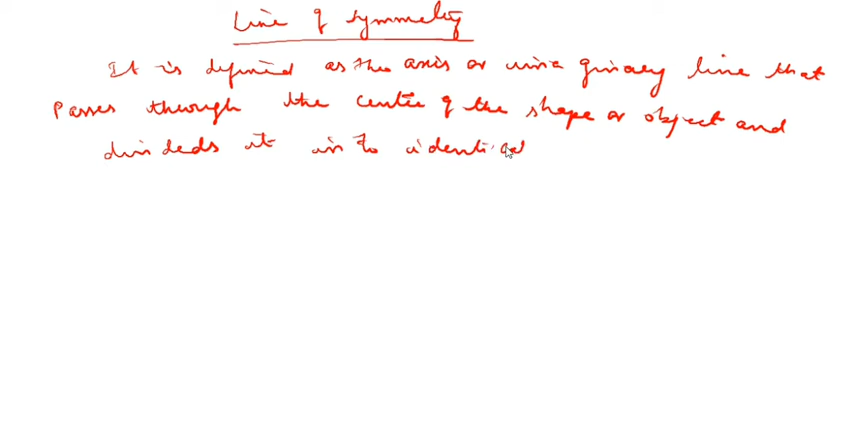 Line of symmetry
It is defined as the axis or imaginary line that
passes through the centre of the shape or object and
divideds it in to identical